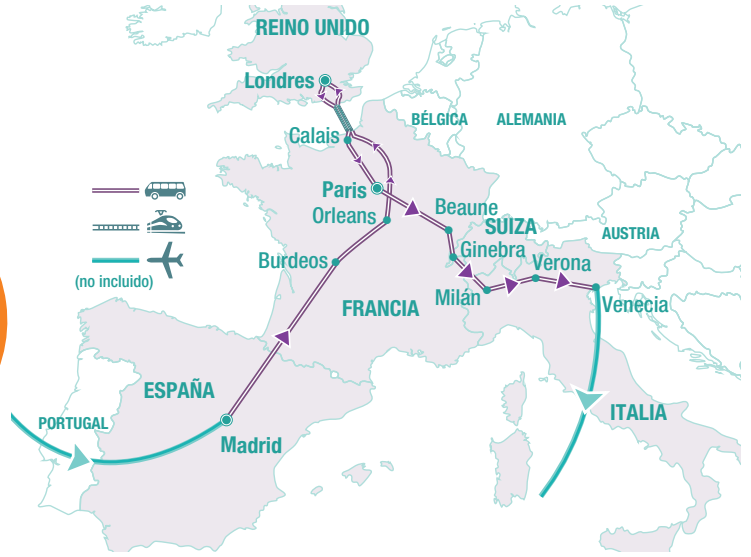 REINO UNIDO
Londres
BÉLGICA
ALEMANIA
Calais
Paris
Orleans
Beaune
SUIZA
AUSTRIA
Ginebra
Verona
Burdeos
(no incluido)
Milán
Venecia
FRANCIA
ESPAÑA
ITALIA
PORTUGAL
Madrid